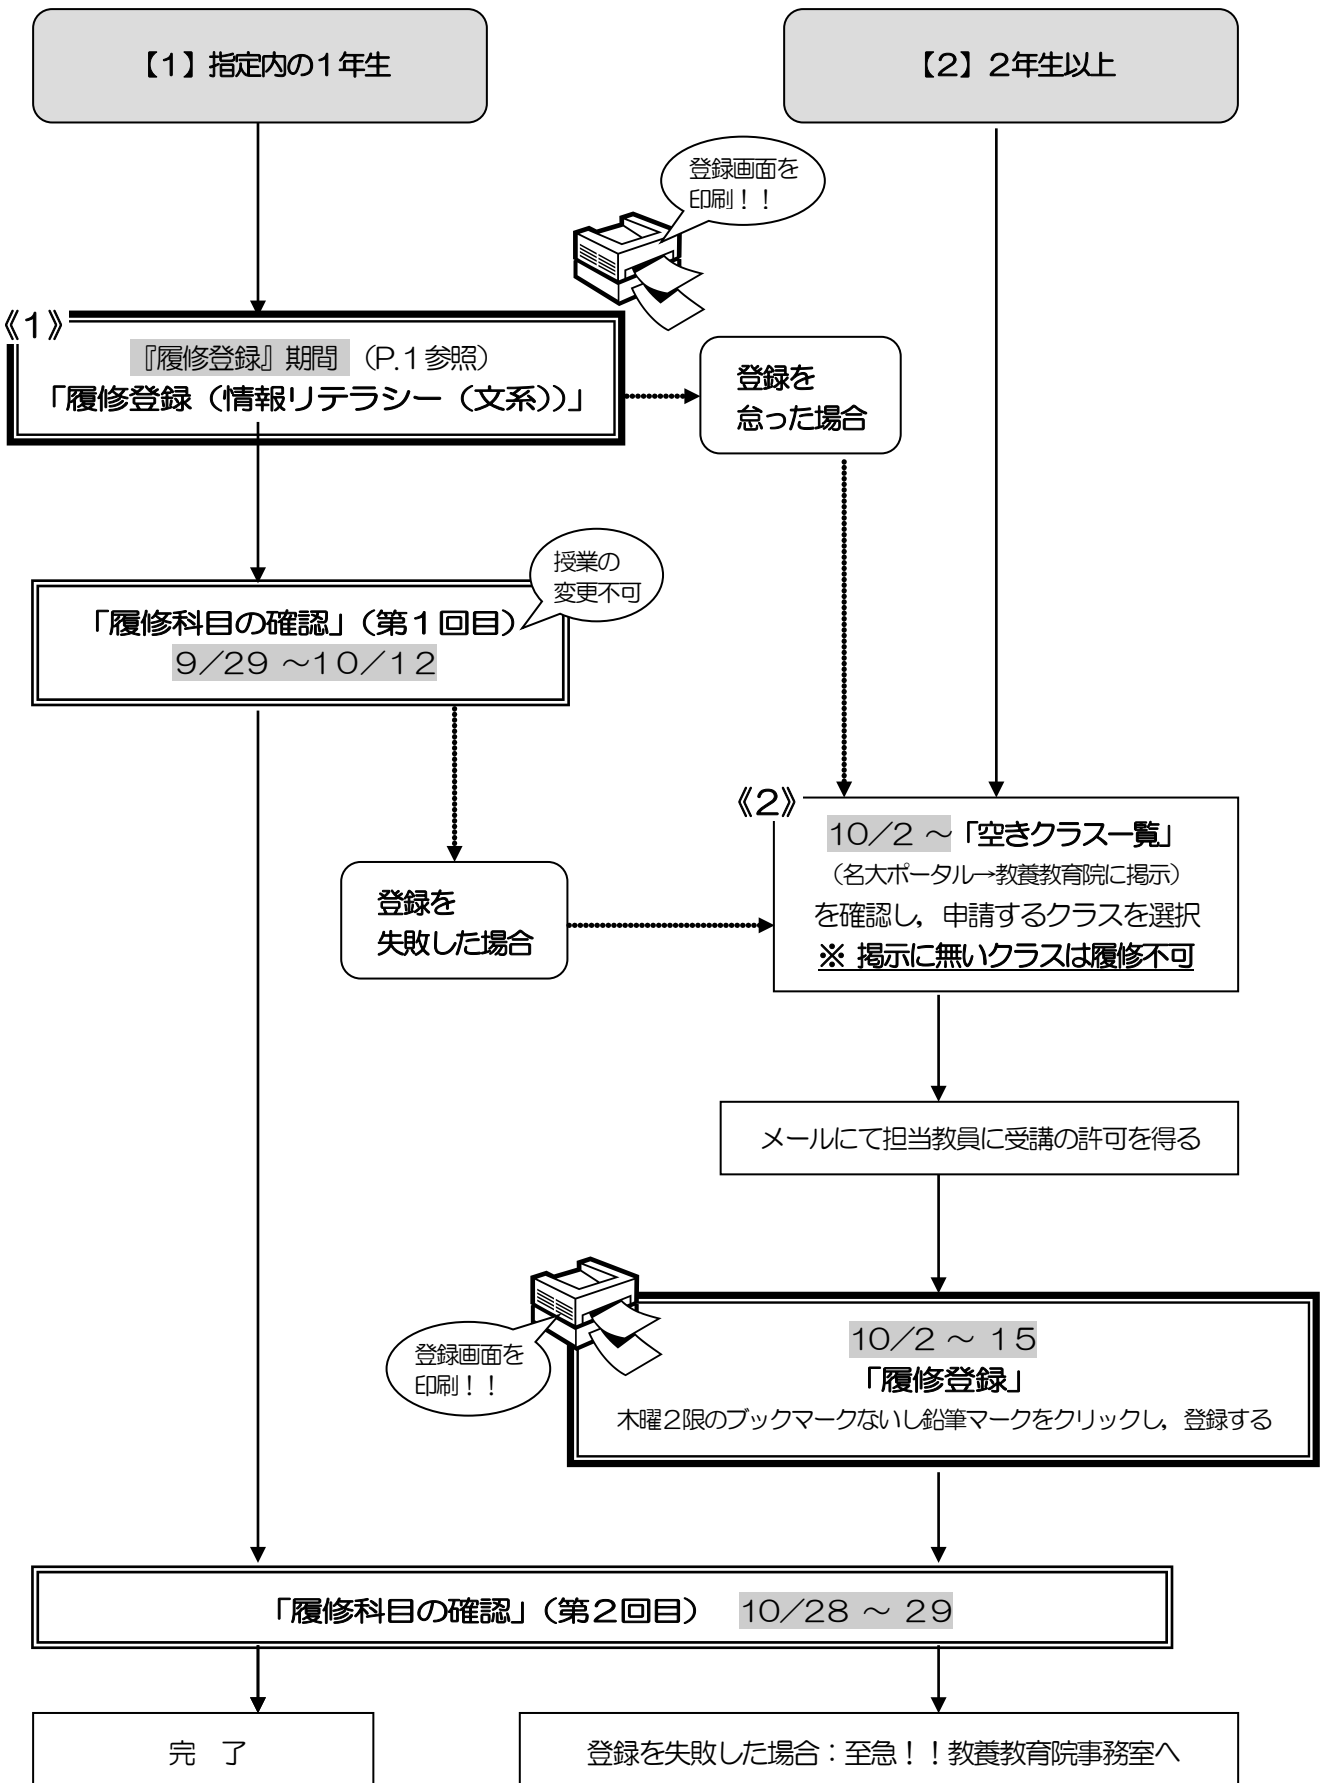 【1】指定内の1年生
【2】2年生以上
登録画面を
印刷！！
《1》
『履修登録』期間 （P.1参照）
「履修登録（情報リテラシー（文系））」
登録を
怠った場合
授業の
変更不可
「履修科目の確認」（第1回目）
9／29 ～10／12
《2》
10／2 ～「空きクラス一覧」
（名大ポータル→教養教育院に掲示）
を確認し，申請するクラスを選択
※ 掲示に無いクラスは履修不可
登録を
失敗した場合
メールにて担当教員に受講の許可を得る
登録画面を
印刷！！
10／2 ～ 15
「履修登録」
木曜2限のブックマークないし鉛筆マークをクリックし，登録する
「履修科目の確認」（第2回目） 10／28 ～ 29
完 了
登録を失敗した場合：至急！！教養教育院事務室へ